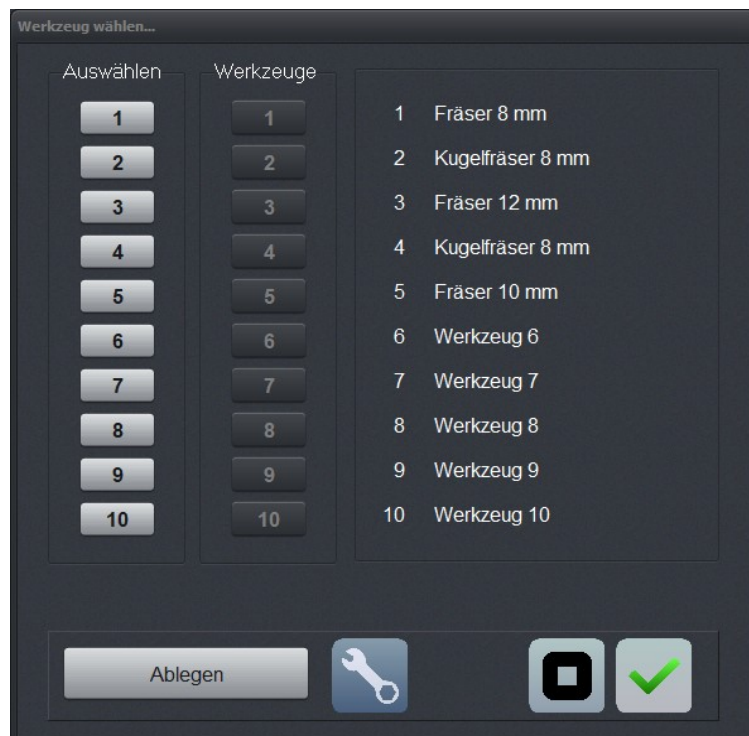 Werkzeug wählen...
Auswählen Werkzeuge
1 1 1 Fräser 8 mm
2 2 2 Kugelfräser 8 mm
3 3 3 Fräser 12 mm
4 4 4 Kugelfräser 8 mm
5 5 5 Fräser 10 mm
6 6 6 Werkzeug 6
7 7 7 Werkzeug 7
8 8 8 Werkzeug 8
9 9 9 Werkzeug 9
10 10 10 Werkzeug 10
Ablegen